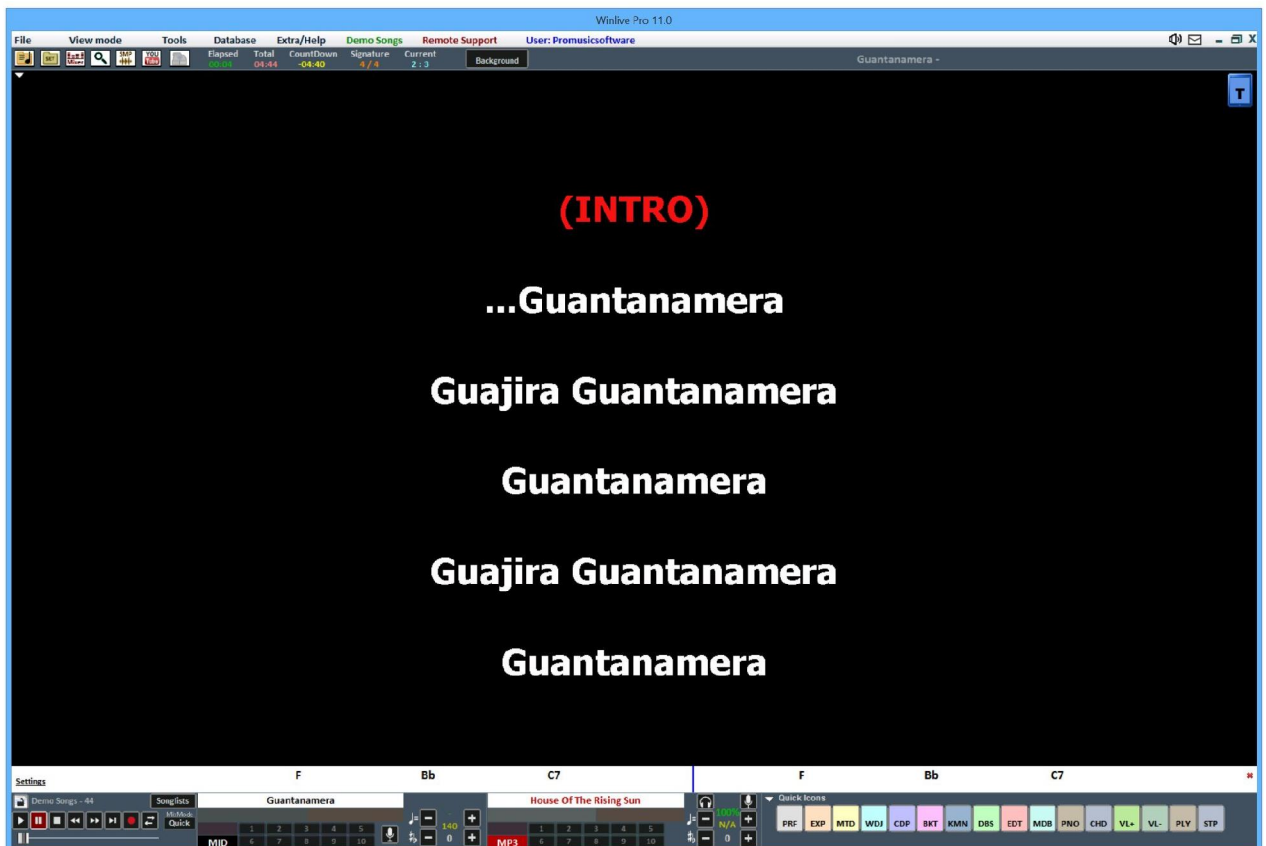 Winlive Pro 11.0
File View mode Tools Database Extra/Help Demo Songs Remote Support User: Promusicsoftware X
SET SMP YOU Tube Elapsed Total CountDown Signature Current Background Guantanamera -
00:04 04:44 -04:40 4 / 4 2 : 3
T
(INTRO)
...Guantanamera
Guajira Guantanamera
Guantanamera
Guajira Guantanamera
Guantanamera
Settings F Bb C7 F Bb C7
Demo Songs - 44 Songlists Guantanamera House Of The Rising Sun Quick Icons
MixMode
Quick
1 2 3 4 5 140 1 2 3 4 5 100% N/A
MID 6 7 8 9 10 0 MP3 6 7 8 9 10 0
PRF EXP MTD WDJ CDP BKT KMN DBS EDT MDB PNO CHD VL+ VL- PLY STP